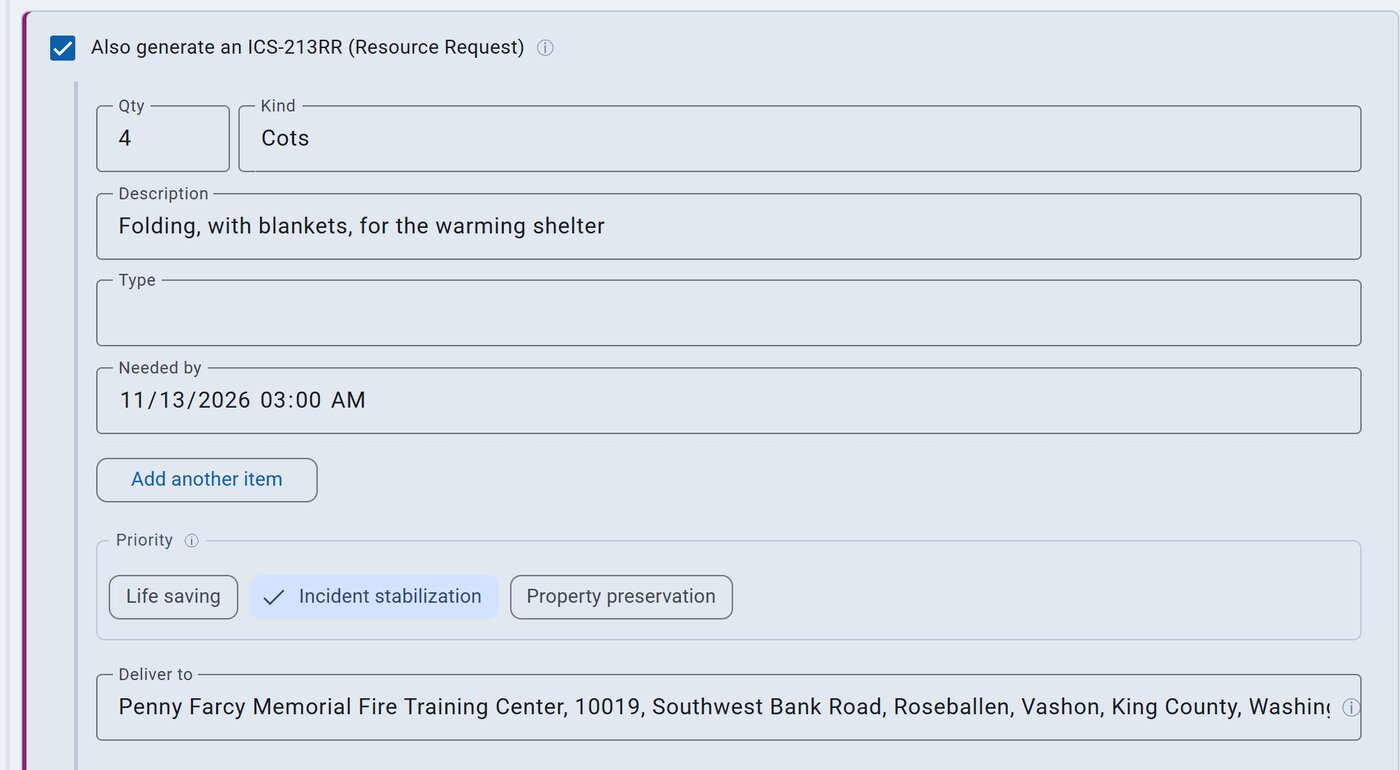 Also generate an ICS-213RR (Resource Request)
Qty
4
Kind
Cots
Description
Folding, with blankets, for the warming shelter
Type
Needed by
11/13/2026 03:00 AM
Add another item
Priority
Life saving
Incident stabilization
Property preservation
Deliver to
Penny Farcy Memorial Fire Training Center, 10019, Southwest Bank Road, Roseballen, Vashon, King County,